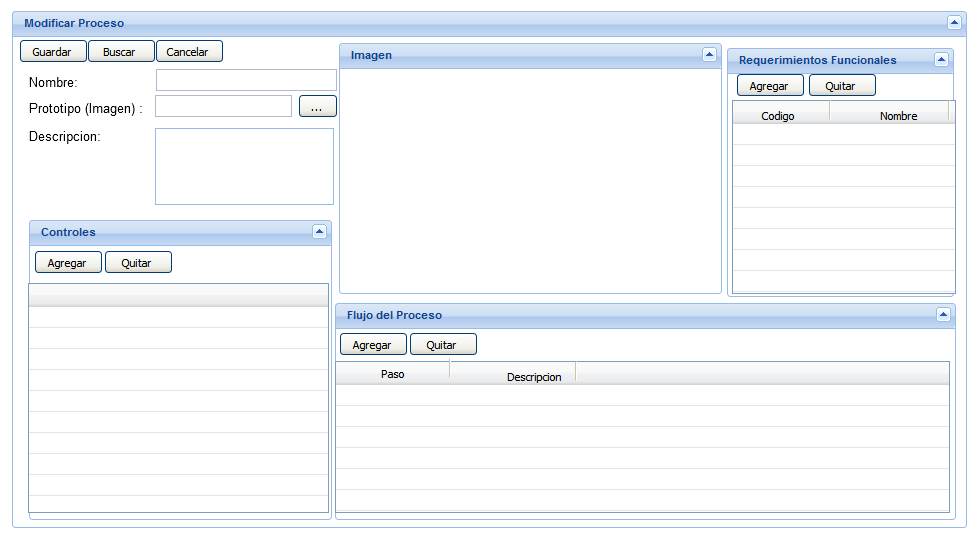 Modificar Proceso
Guardar Buscar Cancelar
Nombre:
Prototipo (Imagen) : ...
Descripcion:
Imagen
Requerimientos Funcionales
Agregar Quitar
Codigo Nombre
Controles
Agregar Quitar
Flujo del Proceso
Agregar Quitar
Paso Descripcion